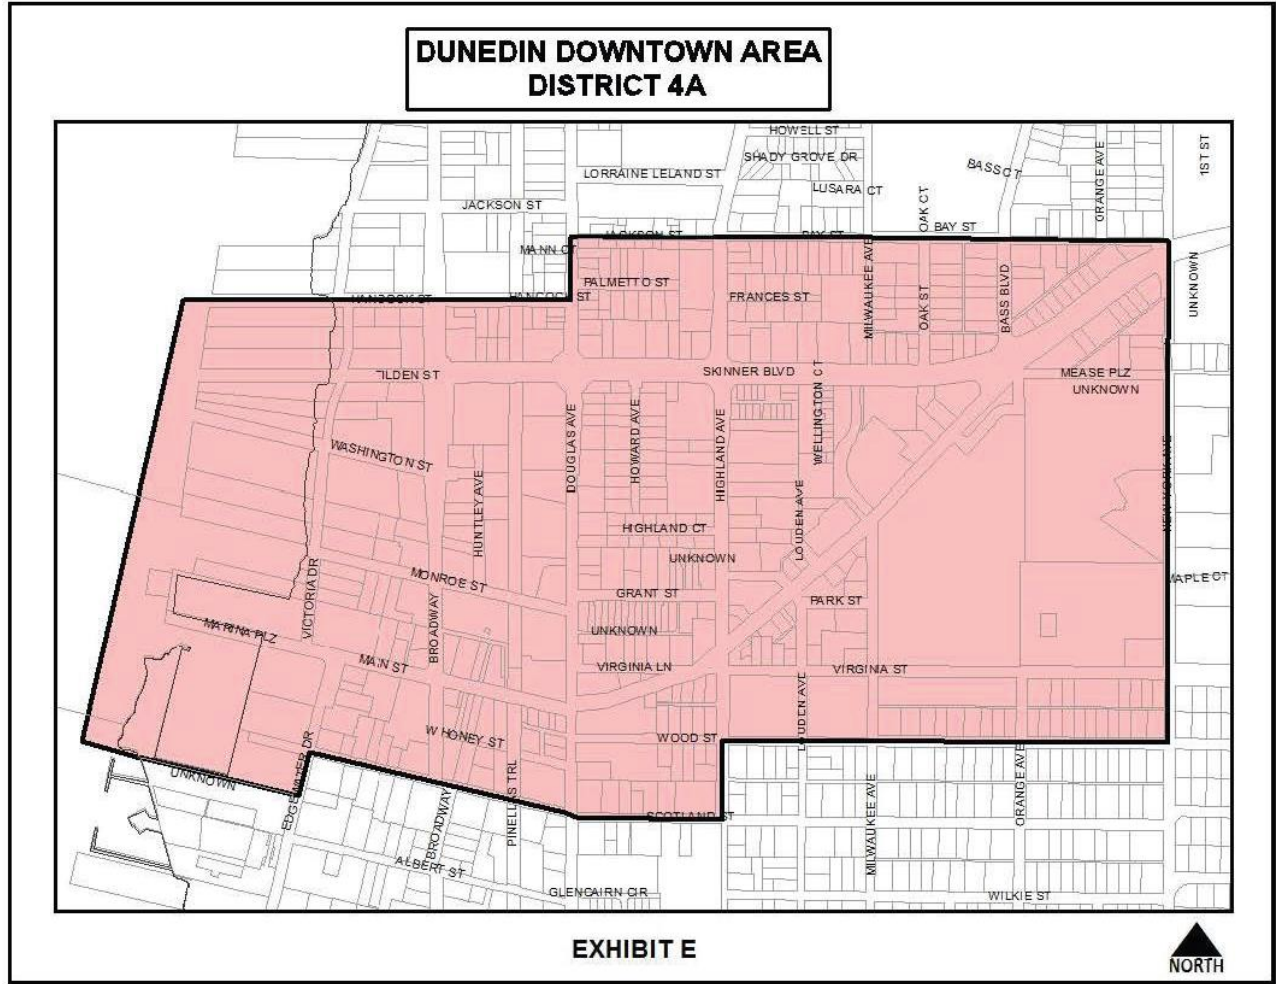 DUNEDIN DOWNTOWN AREA
DISTRICT 4A
HOWELL ST
SHADY GROVE DR
LORRAINE LELAND ST
BASS CT
ORANGE AVE
1ST ST
LUSARA CT
OAK CT
JACKSON ST
BAY ST
JACKSON ST
BAY ST
MANN CT
MILWAUKEE AVE
PALMETTO ST
UNKNOWN
HANCOCK ST
HANCOCK ST
FRANCES ST
OAK ST
BASS BLVD
TILDEN ST
SKINNER BLVD
MEASE PLZ
UNKNOWN
WELLINGTON CT
DOUGLAS AVE
HOWARD AVE
HIGHLAND AVE
WASHINGTON ST
HUNTLEY AVE
NEW YORK AVE
LOUDEN AVE
HIGHLAND CT
UNKNOWN
MONROE ST
VICTORIA DR
MAPLE CT
GRANT ST
PARK ST
BROADWAY
MARINA PLZ
UNKNOWN
MAIN ST
VIRGINIA LN
VIRGINIA ST
LOUDEN AVE
W HONEY ST
WOOD ST
EDGEWATER DR
UNKNOWN
PINELLAS TRL
BROADWAY
MILWAUKEE AVE
ORANGE AVE
SCOTLAND ST
ALBERT ST
GLENCAIRN CIR
WILKIE ST
EXHIBIT E
NORTH